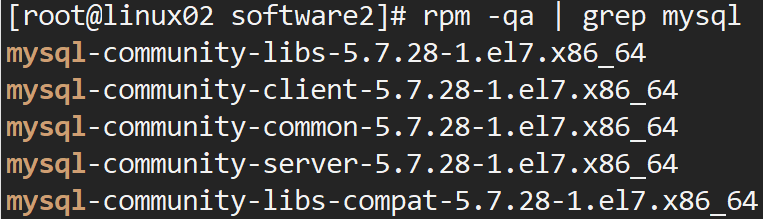 [root@linux02 software2]# rpm -qa | grep mysql
mysql-community-libs-5.7.28-1.el7.x86_64
mysql-community-client-5.7.28-1.el7.x86_64
mysql-community-common-5.7.28-1.el7.x86_64
mysql-community-server-5.7.28-1.el7.x86_64
mysql-community-libs-compat-5.7.28-1.el7.x86_64